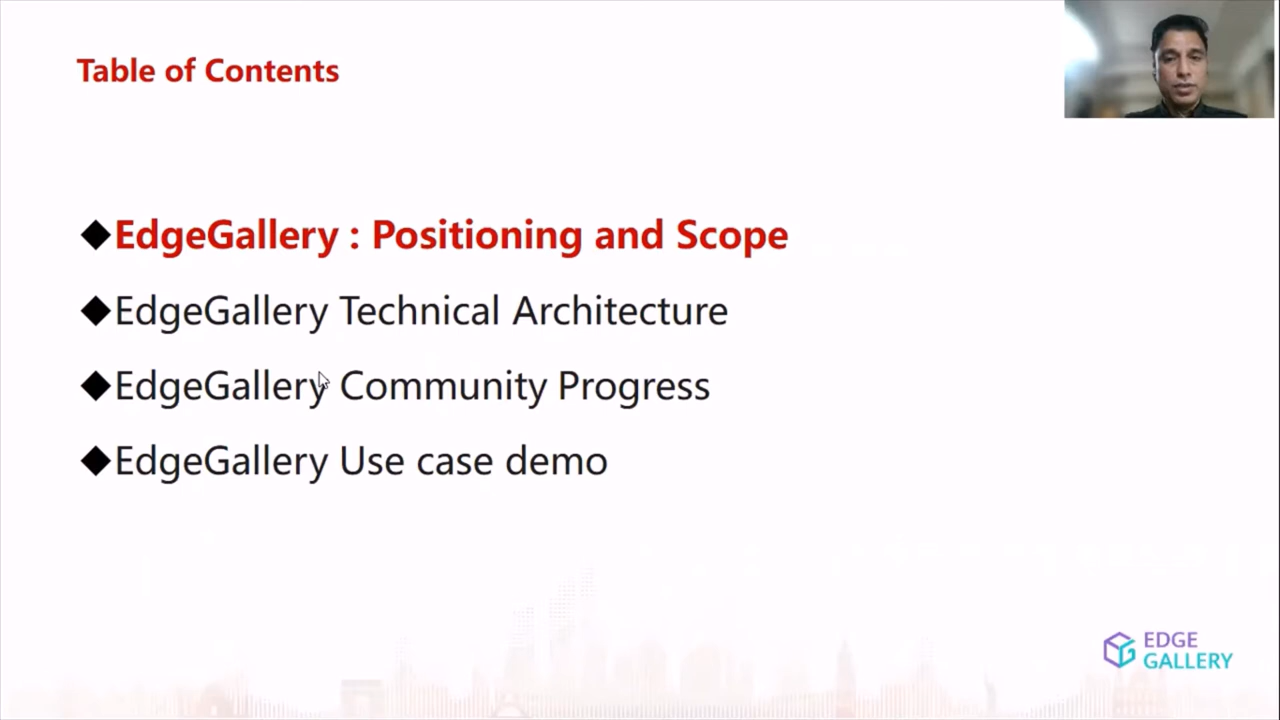 Table of Contents
◆EdgeGallery : Positioning and Scope
◆EdgeGallery Technical Architecture
◆EdgeGallery Community Progress
◆EdgeGallery Use case demo
EDGE
GALLERY